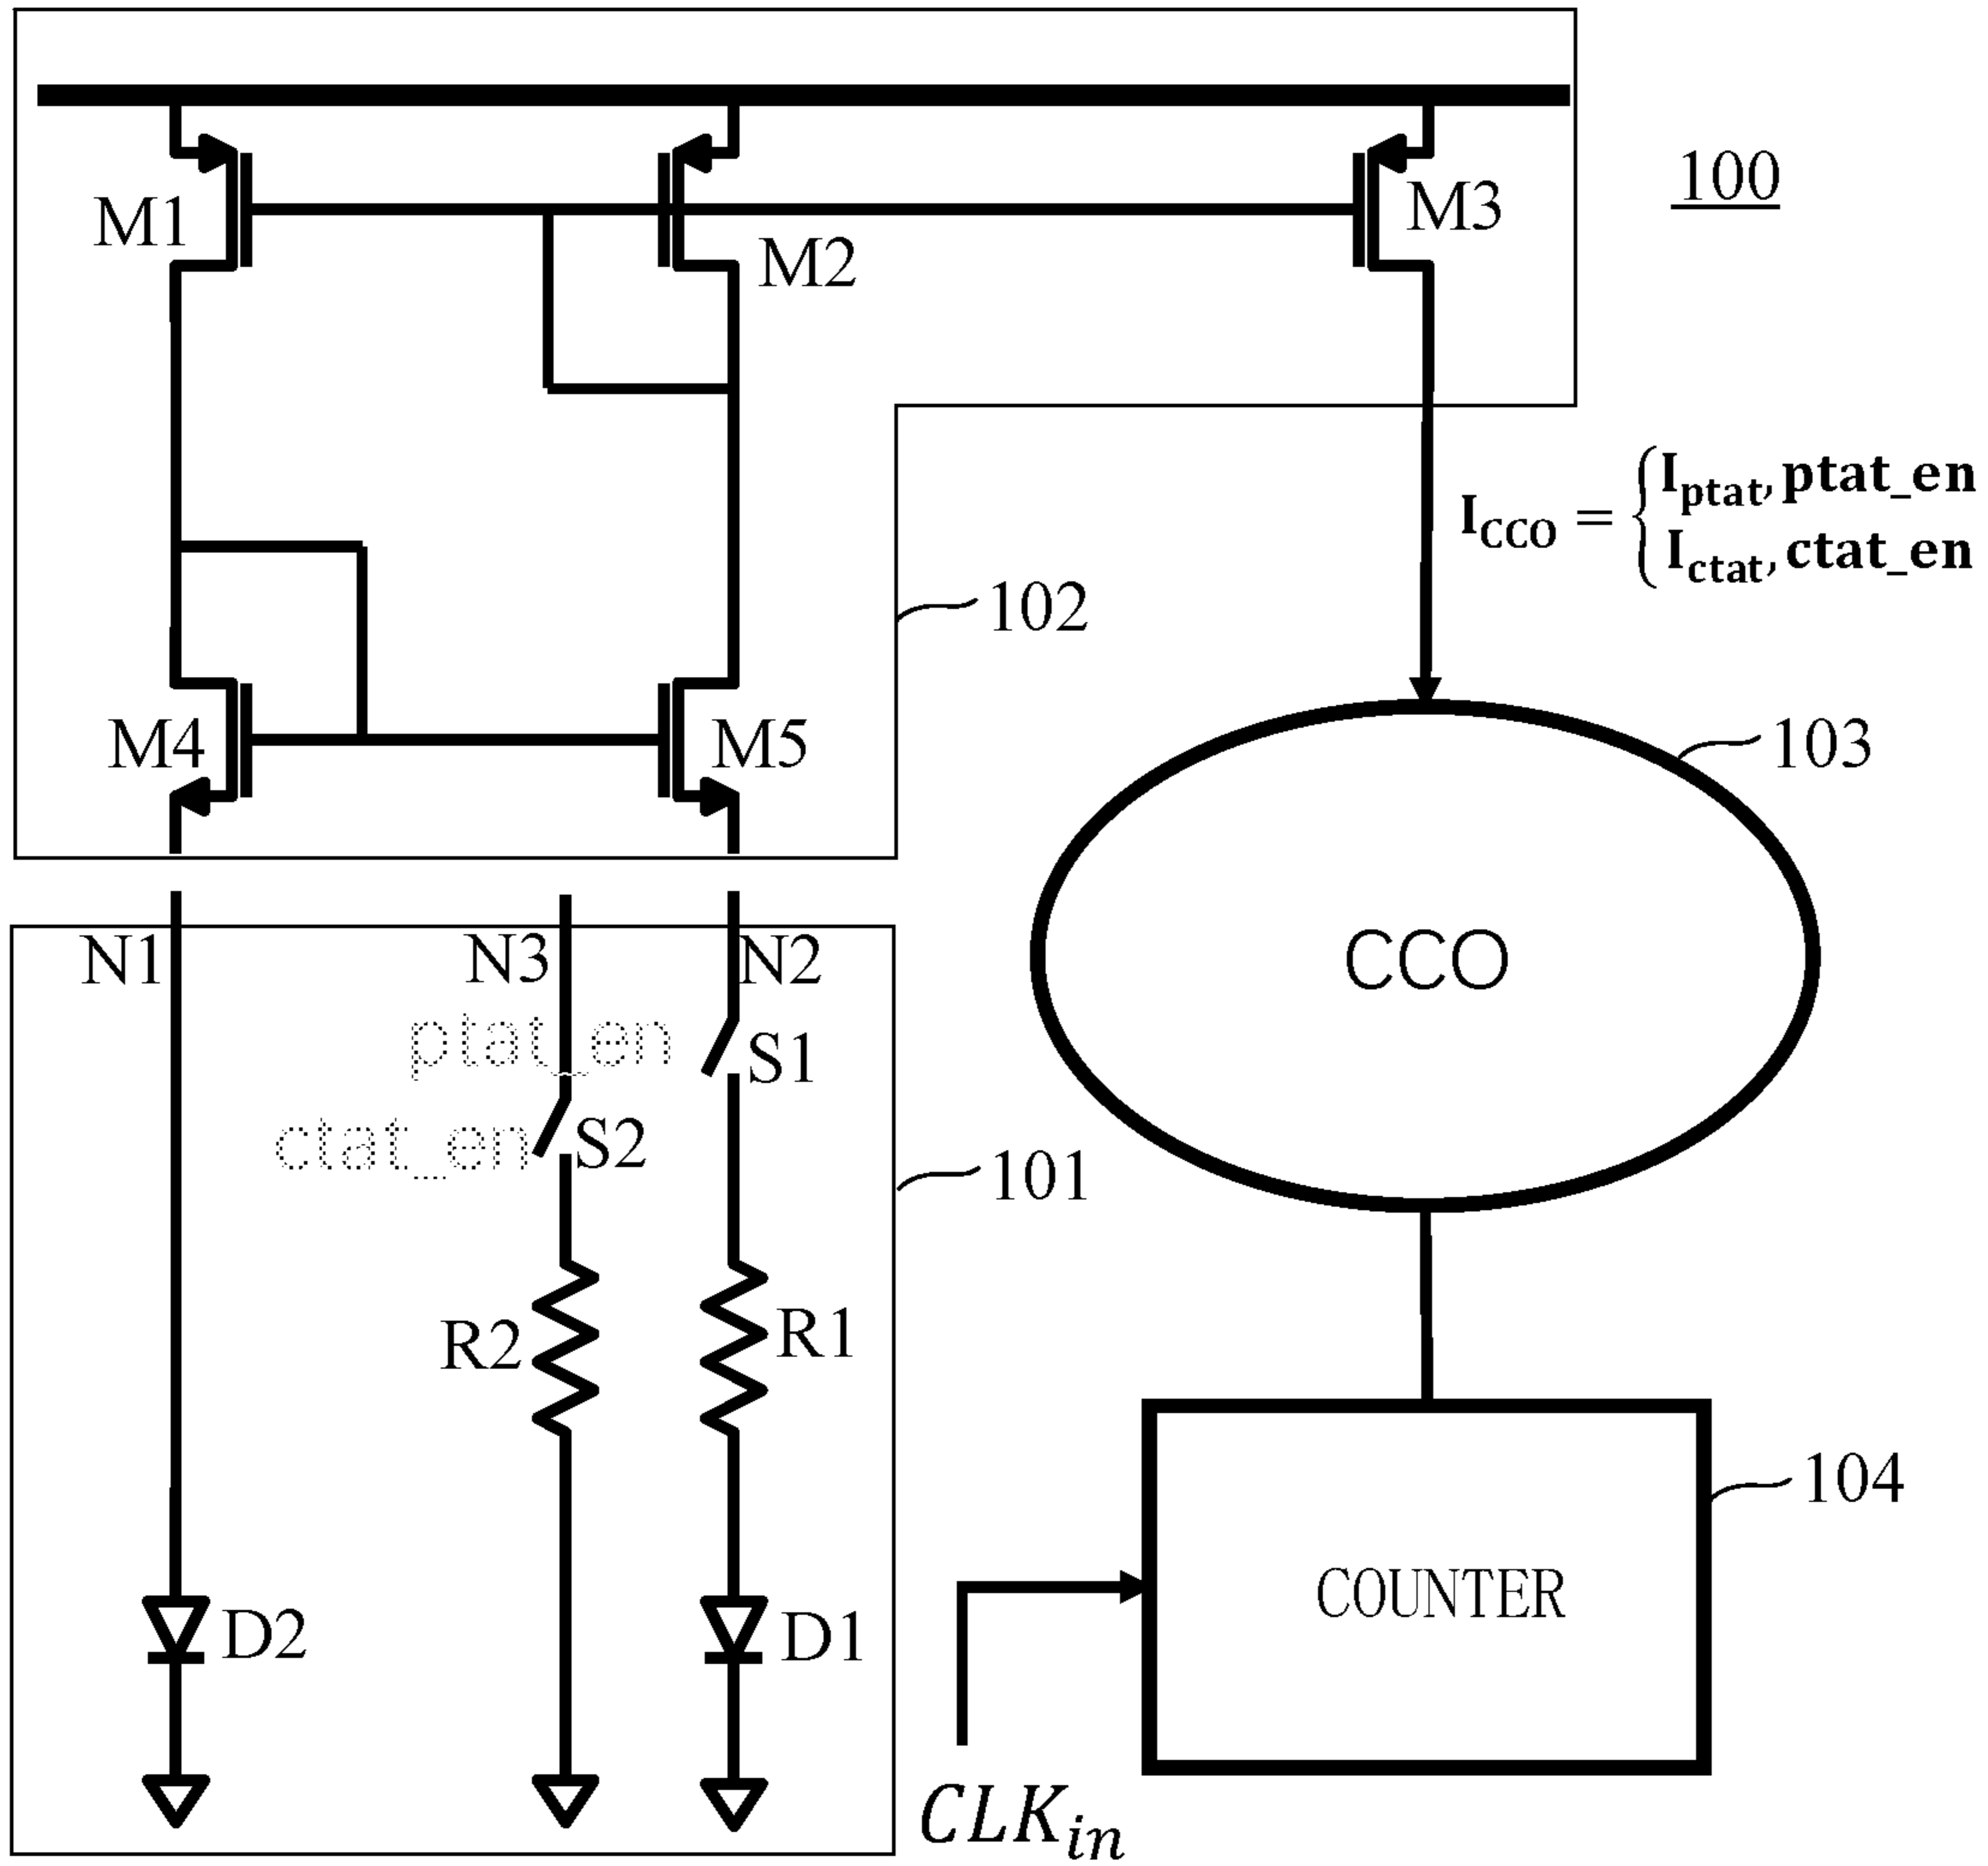 100
M1
M2
M3
I_CCO = { I_ptat, ptat_en
I_ctat, ctat_en
102
M4
M5
103
N1
N3
N2
CCO
ptat_en
S1
ctat_en
S2
101
R2
R1
104
D2
D1
COUNTER
CLK_in